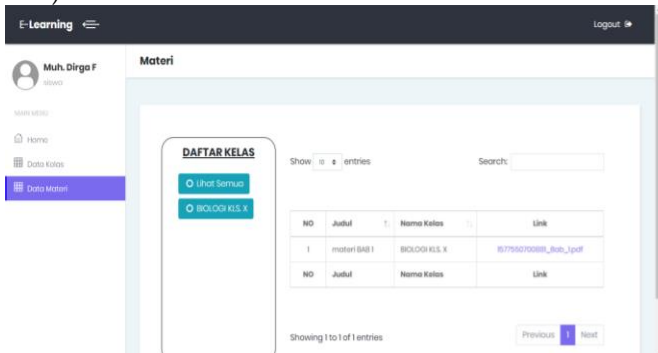 E-Learning
Logout
Muh. Dirga F
siswa
MAIN MENU
Home
Data Kelas
Data Materi
Materi
DAFTAR KELAS
Lihat Semua
BIOLOGI KLS. X
Show 10 entries
Search:
NO Judul Nama Kelas Link
1 materi BAB 1 BIOLOGI KLS. X
NO Judul Nama Kelas Link
Showing 1 to 1 of 1 entries
Previous 1 Next